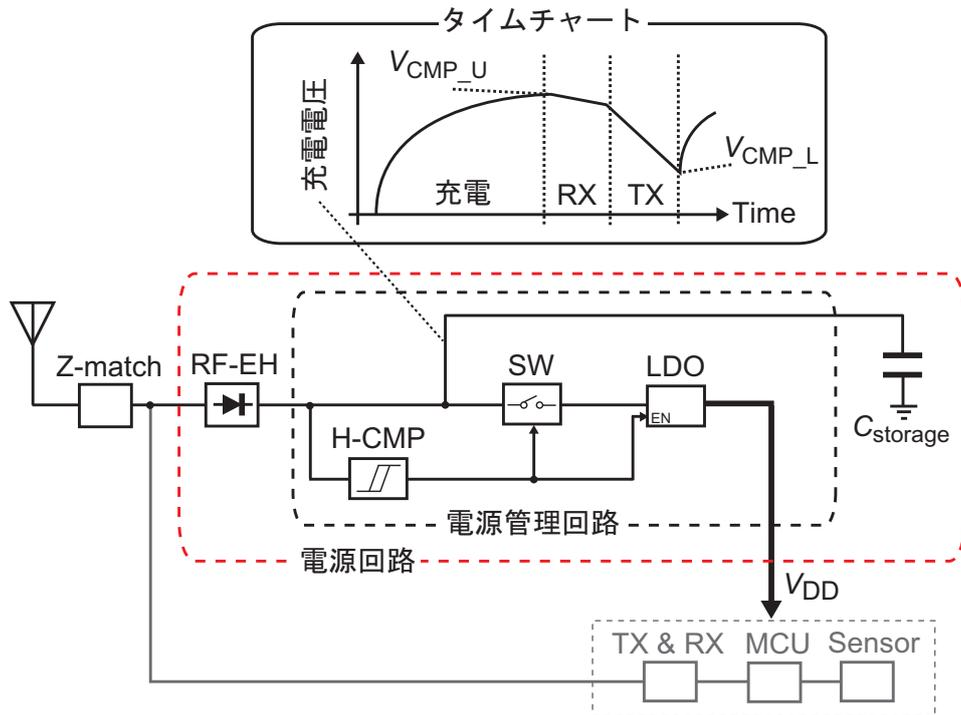 タイムチャート
VCMP_U
充電電圧
VCMP_L
充電
RX
TX
Time
Z-match
RF-EH
SW
LDO
EN
H-CMP
Cstorage
電源管理回路
電源回路
VDD
TX & RX
MCU
Sensor